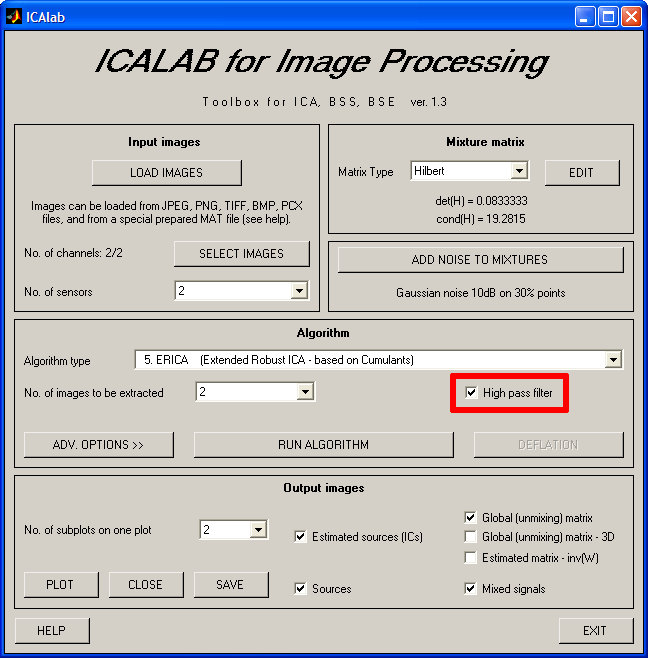 ICAlab
ICALAB for Image Processing
Toolbox for ICA, BSS, BSE ver. 1.3
Input images
LOAD IMAGES
Images can be loaded from JPEG, PNG, TIFF, BMP, PCX
files, and from a special prepared MAT file (see help).
No. of channels: 2/2
SELECT IMAGES
No. of sensors
2
Mixture matrix
Matrix Type
Hilbert
EDIT
det(H) = 0.0833333
cond(H) = 19.2815
ADD NOISE TO MIXTURES
Gaussian noise 10dB on 30% points
Algorithm
Algorithm type
5. ERICA (Extended Robust ICA - based on Cumulants)
No. of images to be extracted
2
High pass filter
ADV. OPTIONS >>
RUN ALGORITHM
DEFLATION
Output images
No. of subplots on one plot
2
Estimated sources (ICs)
Global (unmixing) matrix
Global (unmixing) matrix - 3D
Estimated matrix - inv(W)
PLOT
CLOSE
SAVE
Sources
Mixed signals
HELP
EXIT